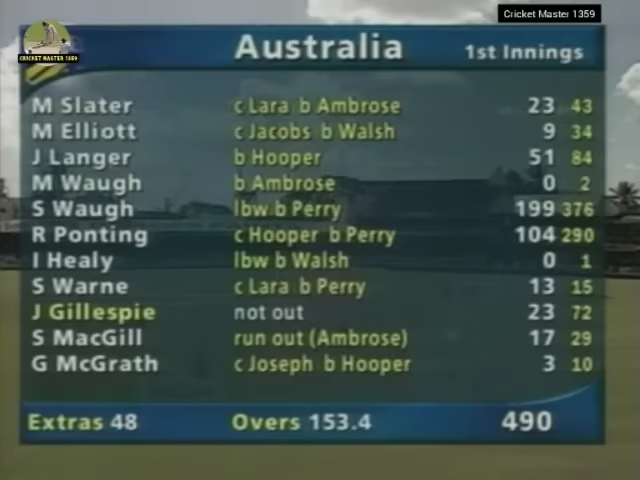 Cricket Master 1359
CRICKET MASTER 1359
Australia 1st Innings
M Slater c Lara b Ambrose 23 43
M Elliott c Jacobs b Walsh 9 34
J Langer b Hooper 51 84
M Waugh b Ambrose 0 2
S Waugh lbw b Perry 199 376
R Ponting c Hooper b Perry 104 290
I Healy lbw b Walsh 0 1
S Warne c Lara b Perry 13 15
J Gillespie not out 23 72
S MacGill run out (Ambrose) 17 29
G McGrath c Joseph b Hooper 3 10
Extras 48 Overs 153.4 490